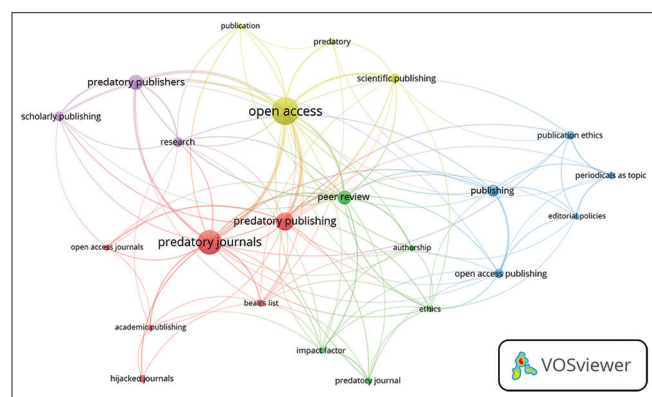 publication
predatory
predatory publishers
scientific publishing
open access
scholarly publishing
research
publication ethics
periodicals as topic
publishing
peer review
editorial policies
predatory publishing
predatory journals
open access journals
authorship
open access publishing
beall's list
ethics
academic publishing
impact factor
hijacked journals
predatory journal
VOSviewer